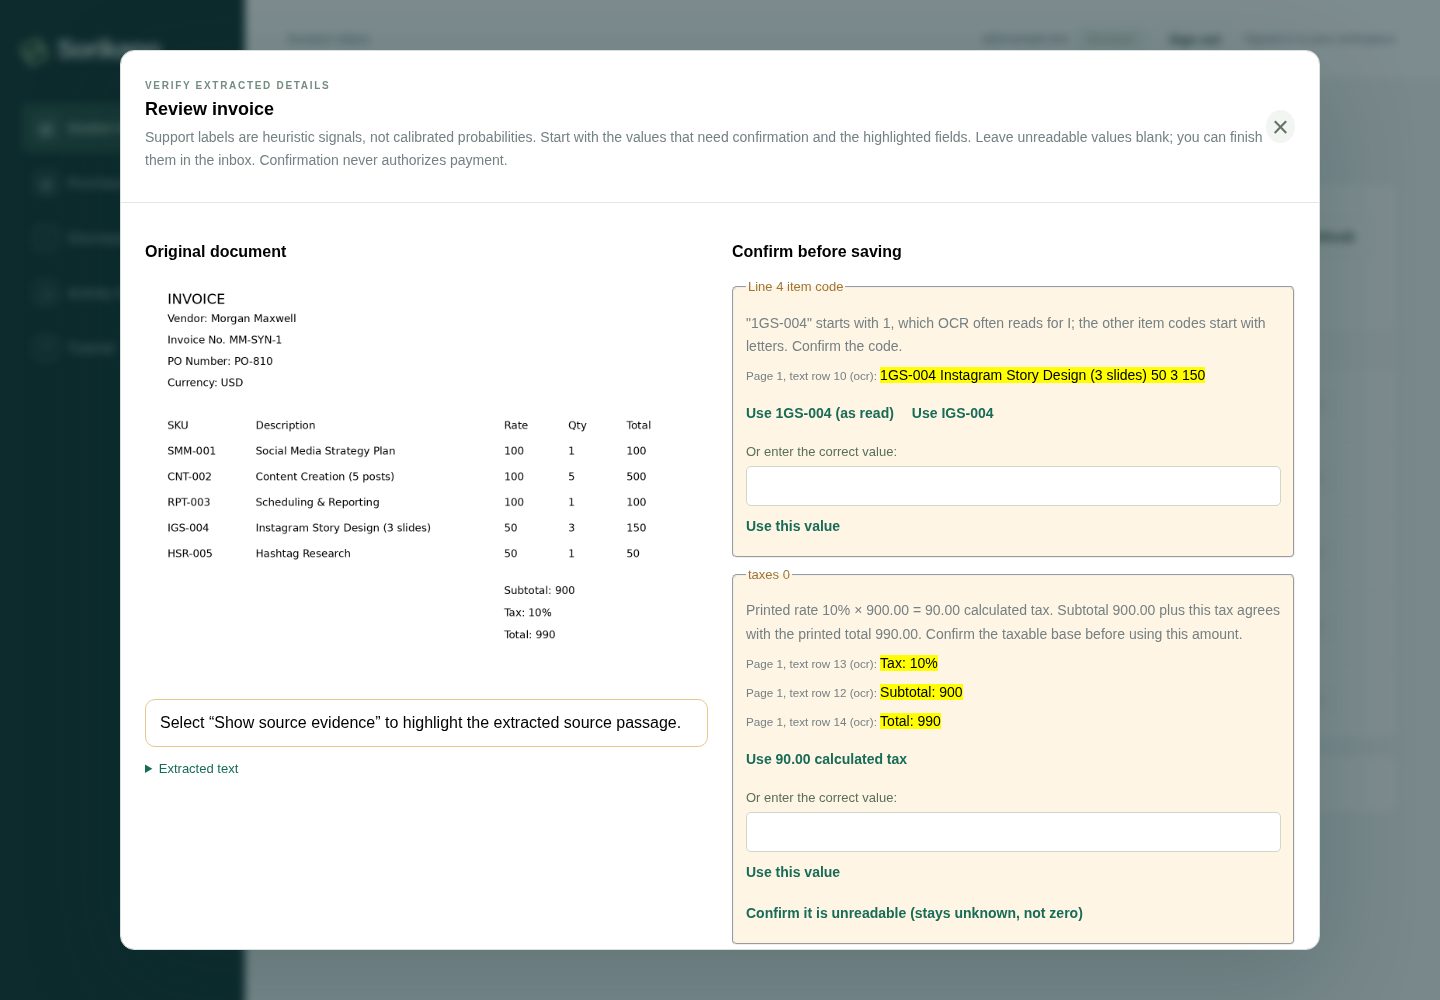 VERIFY EXTRACTED DETAILS
Review invoice
Support labels are heuristic signals, not calibrated probabilities. Start with the values that need confirmation and the highlighted fields. Leave unreadable values blank; you can finish
them in the inbox. Confirmation never authorizes payment.
Original document
INVOICE
Vendor: Morgan Maxwell
Invoice No. MM-SYN-1
PO Number: PO-810
Currency: USD
SKU Description Rate Qty Total
SMM-001 Social Media Strategy Plan 100 1 100
CNT-002 Content Creation (5 posts) 100 5 500
RPT-003 Scheduling & Reporting 100 1 100
IGS-004 Instagram Story Design (3 slides) 50 3 150
HSR-005 Hashtag Research 50 1 50
Subtotal: 900
Tax: 10%
Total: 990
Select “Show source evidence” to highlight the extracted source passage.
Extracted text
Confirm before saving
Line 4 item code
"1GS-004" starts with 1, which OCR often reads for I; the other item codes start with
letters. Confirm the code.
Page 1, text row 10 (ocr): 1GS-004 Instagram Story Design (3 slides) 50 3 150
Use 1GS-004 (as read) Use IGS-004
Or enter the correct value:
Use this value
taxes 0
Printed rate 10% × 900.00 = 90.00 calculated tax. Subtotal 900.00 plus this tax agrees
with the printed total 990.00. Confirm the taxable base before using this amount.
Page 1, text row 13 (ocr): Tax: 10%
Page 1, text row 12 (ocr): Subtotal: 900
Page 1, text row 14 (ocr): Total: 990
Use 90.00 calculated tax
Or enter the correct value:
Use this value
Confirm it is unreadable (stays unknown, not zero)